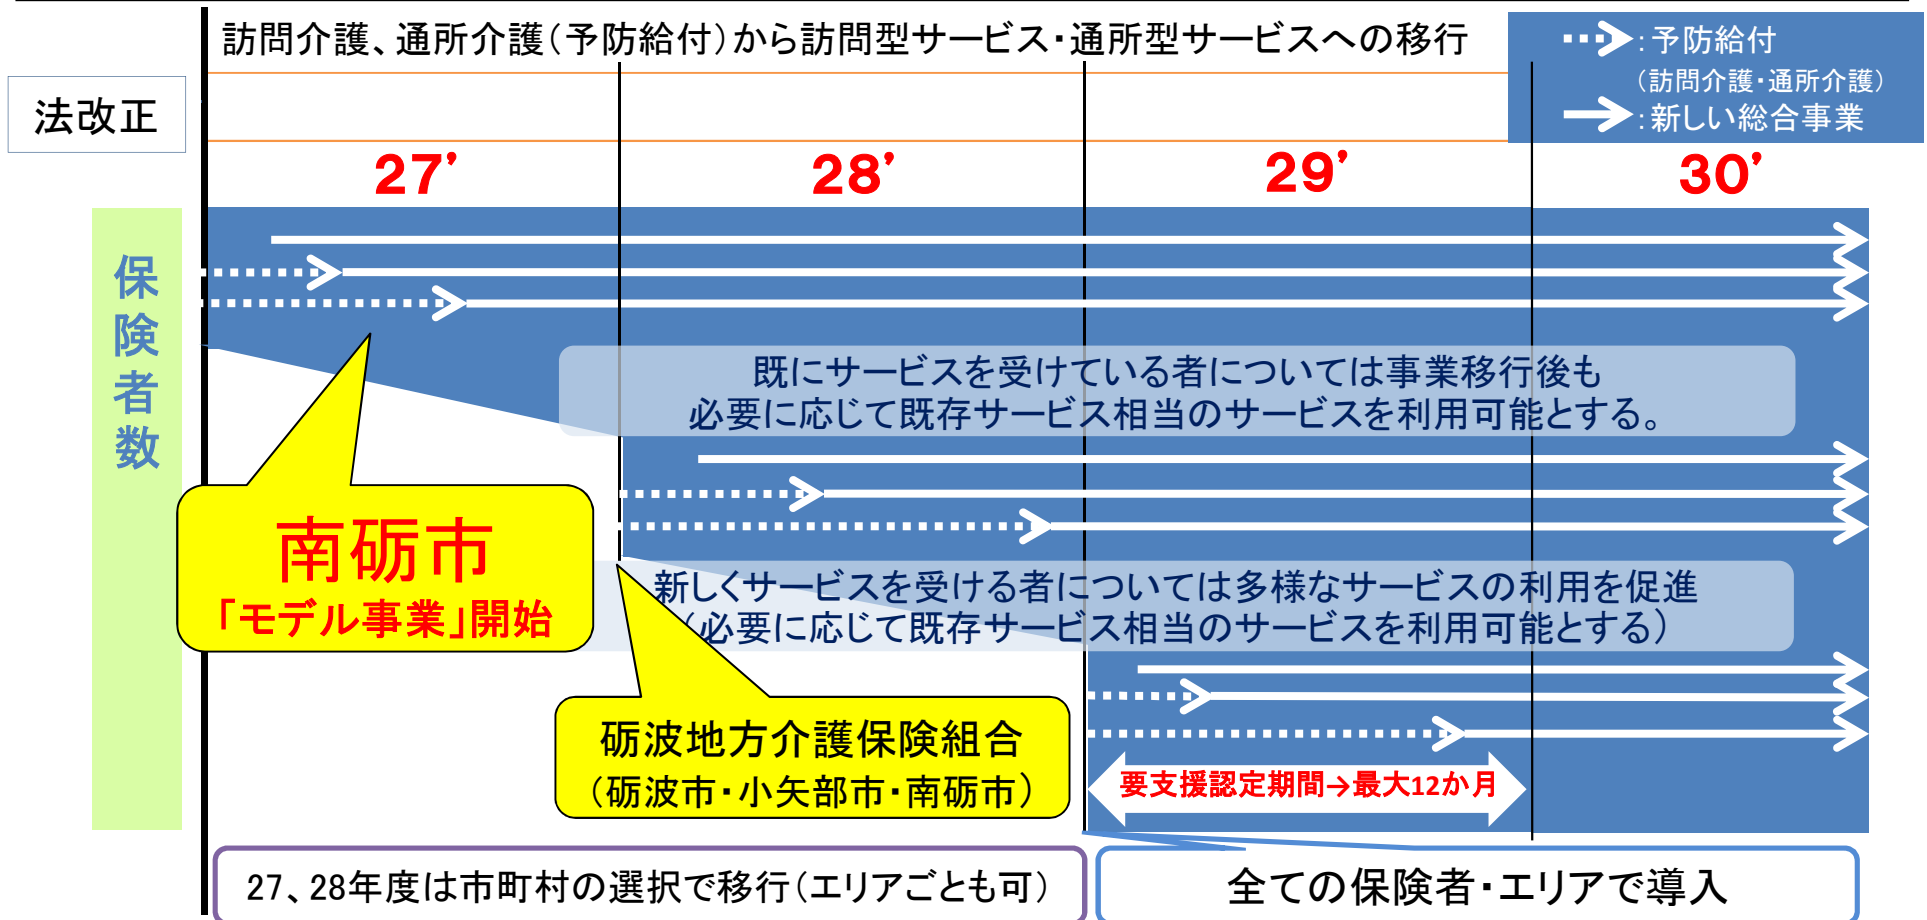 訪問介護、通所介護(予防給付)から訪問型サービス・通所型サービスへの移行
:予防給付
(訪問介護・通所介護)
:新しい総合事業
法改正
27’
28’
29’
30’
保険者数
既にサービスを受けている者については事業移行後も
必要に応じて既存サービス相当のサービスを利用可能とする。
南砺市
「モデル事業」開始
新しくサービスを受ける者については多様なサービスの利用を促進
(必要に応じて既存サービス相当のサービスを利用可能とする)
砺波地方介護保険組合
(砺波市・小矢部市・南砺市)
要支援認定期間→最大12か月
27、28年度は市町村の選択で移行(エリアごとも可)
全ての保険者・エリアで導入